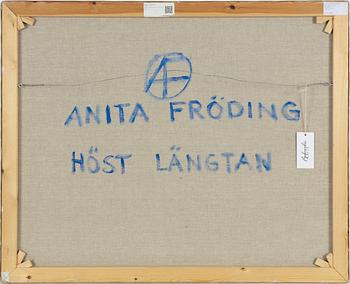 AF
ANITA FRÖDING
HÖST LÄNGTAN